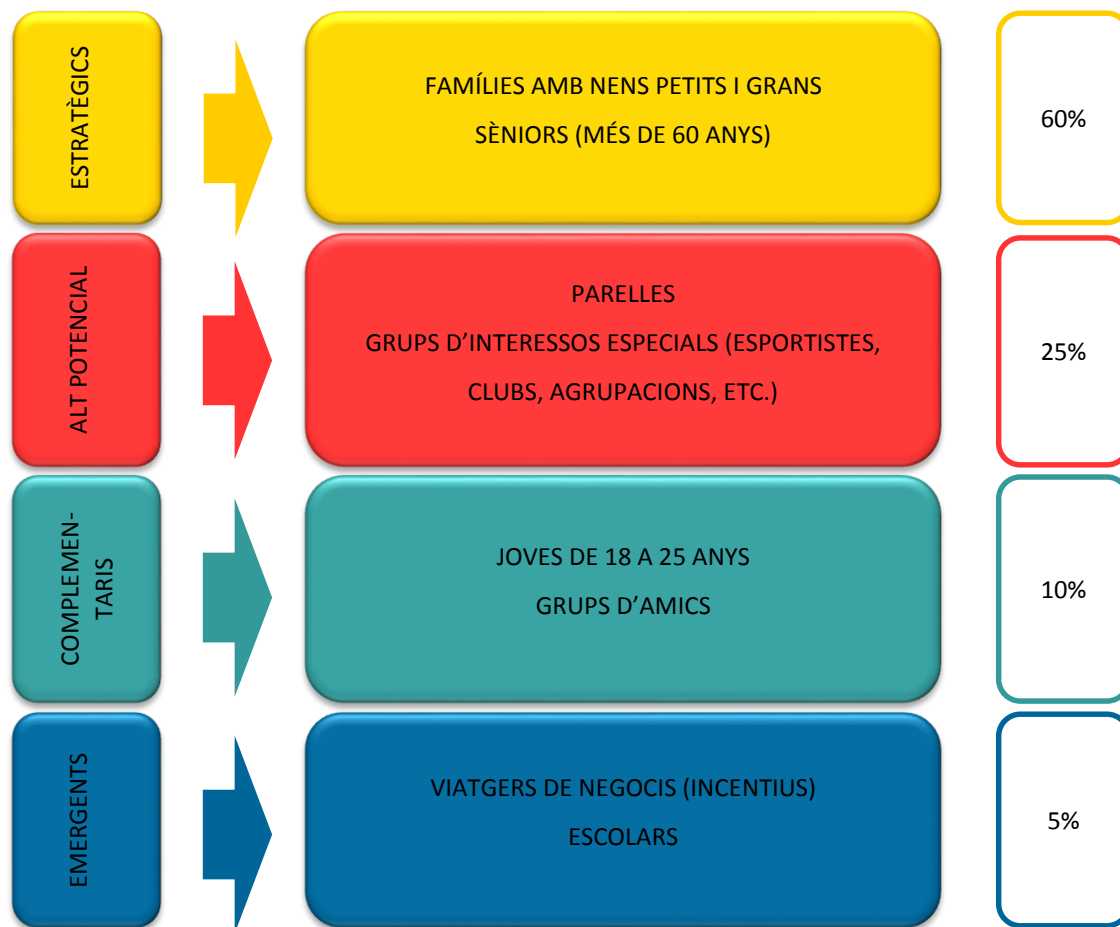 ESTRATÈGICS
FAMÍLIES AMB NENS PETITS I GRANS
SÈNIORS (MÉS DE 60 ANYS)
60%
ALT POTENCIAL
PARELLES
GRUPS D’INTERESSOS ESPECIALS (ESPORTISTES,
CLUBS, AGRUPACIONS, ETC.)
25%
COMPLEMEN-
TARIS
JOVES DE 18 A 25 ANYS
GRUPS D’AMICS
10%
EMERGENTS
VIATGERS DE NEGOCIS (INCENTIUS)
ESCOLARS
5%